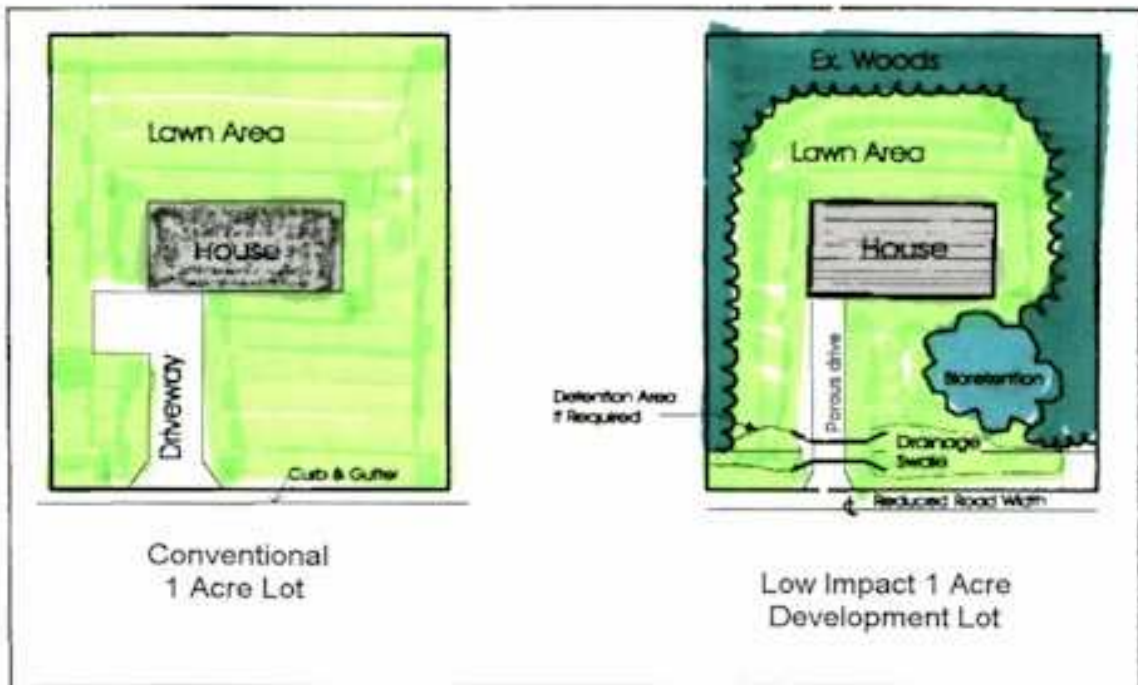 Lawn Area
House
Driveway
Curb & Gutter
Conventional
1 Acre Lot
Ex. Woods
Lawn Area
House
Porous drive
Bioretention
Detention Area
If Required
Drainage
Swale
℄ Reduced Road Width
Low Impact 1 Acre
Development Lot